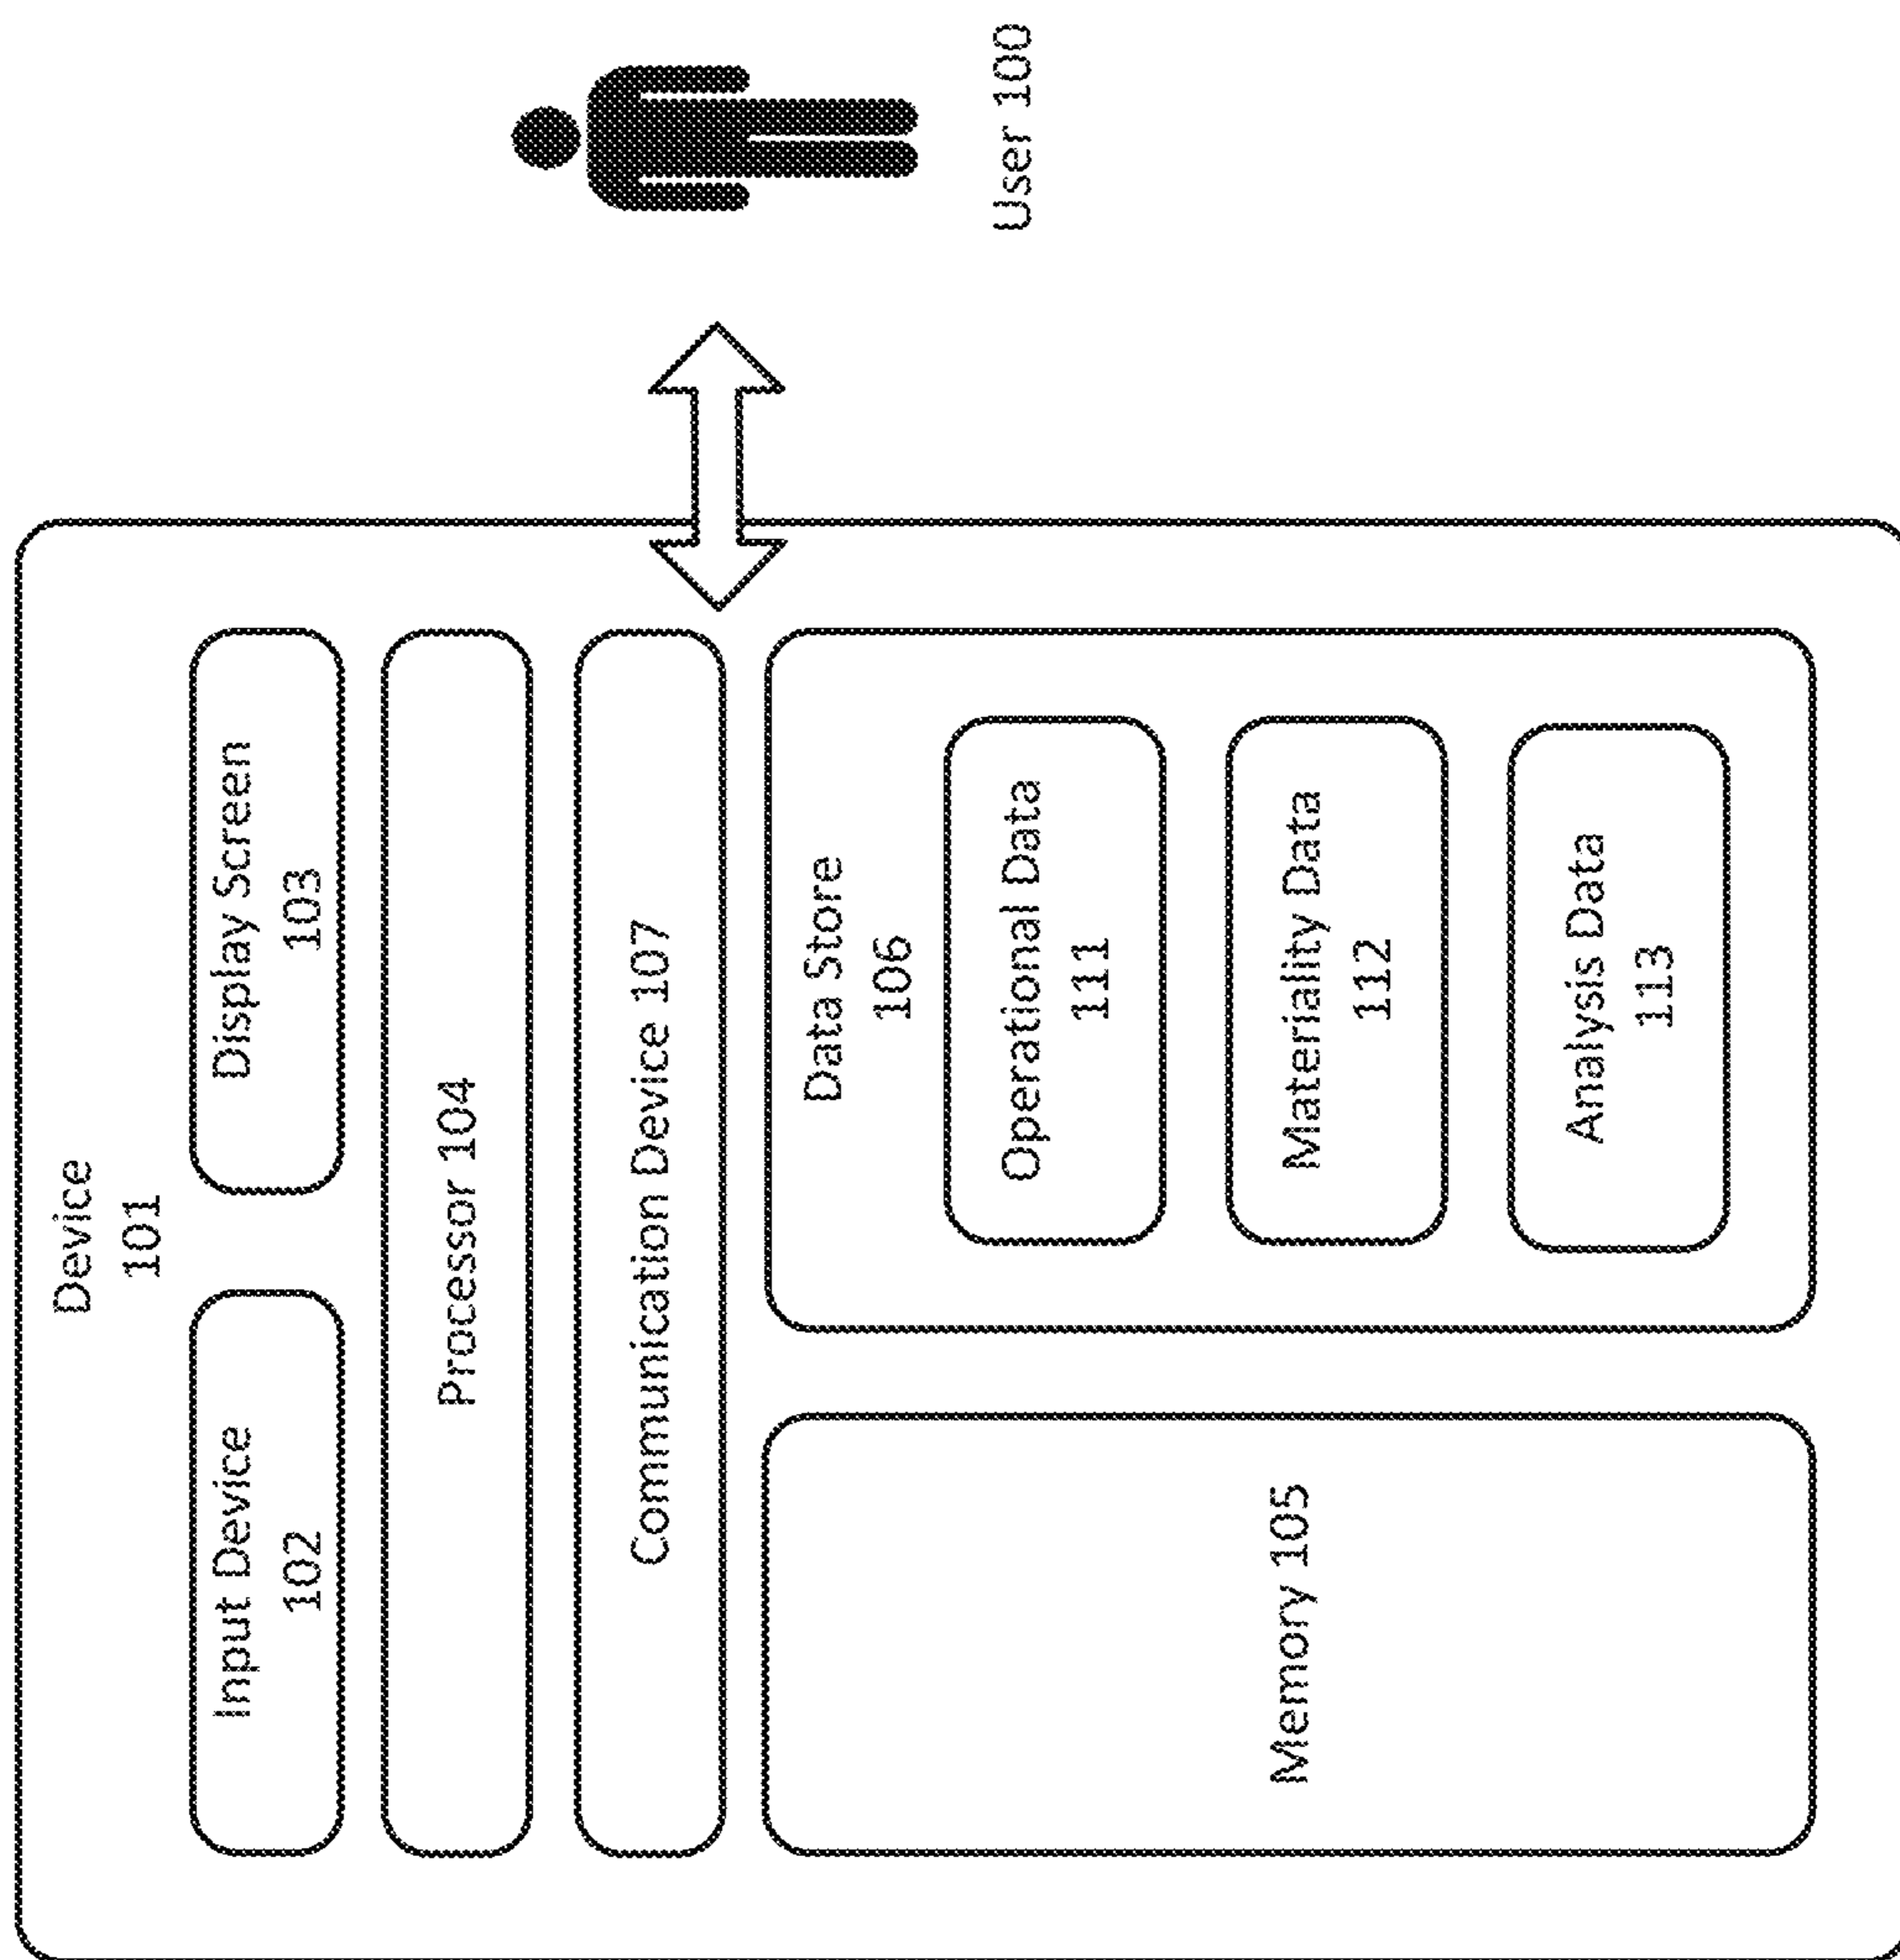 Device
101
Input Device
102
Display Screen
103
Processor 104
Communication Device 107
Memory 105
Data Store
106
Operational Data
111
Materiality Data
112
Analysis Data
113
User 100